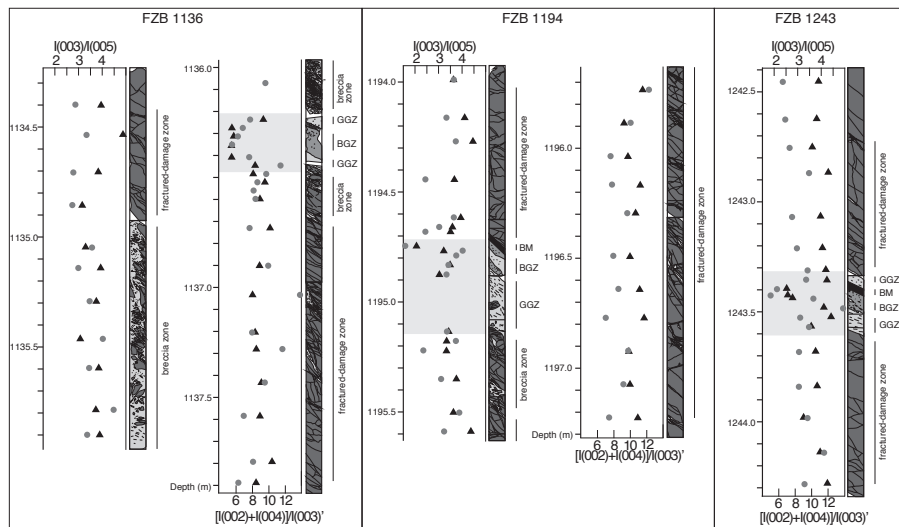 FZB 1136
FZB 1194
FZB 1243
I(003)/I(005)
2 3 4
1134.5
1135.0
1135.5
fractured-damage zone
breccia zone
1136.0
1137.0
1137.5
Depth (m)
6 8 10 12
[I(002)+I(004)]/I(003)'
breccia zone
GGZ
BGZ
GGZ
breccia zone
fractured-damage zone
I(003)/I(005)
2 3 4
1194.0
1194.5
1195.0
1195.5
fractured-damage zone
BM
BGZ
GGZ
breccia zone
1196.0
1196.5
1197.0
Depth (m)
6 8 10 12
[I(002)+I(004)]/I(003)'
fractured-damage zone
I(003)/I(005)
2 3 4
1242.5
1243.0
1243.5
1244.0
Depth (m)
6 8 10 12
[I(002)+I(004)]/I(003)'
fractured-damage zone
GGZ
BM
BGZ
GGZ
fractured-damage zone